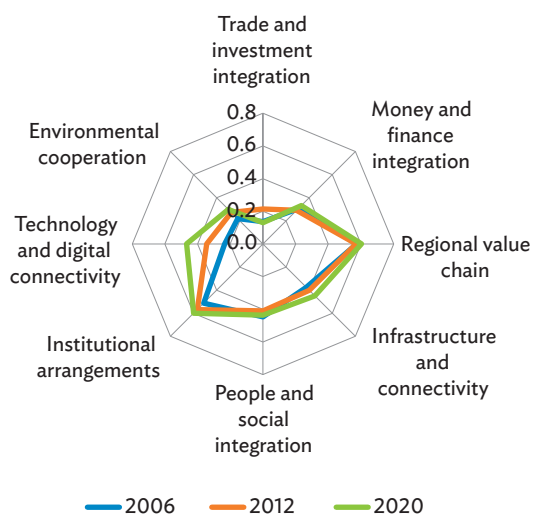 Trade and
investment
integration
Money and
finance
integration
Regional value
chain
Infrastructure
and
connectivity
People and
social
integration
Institutional
arrangements
Technology
and digital
connectivity
Environmental
cooperation
0.8
0.6
0.4
0.2
0.0
2006
2012
2020